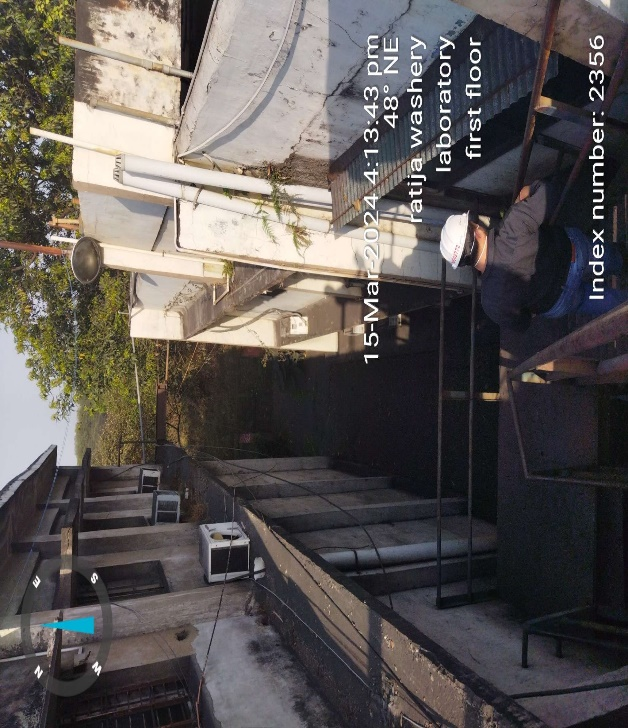 15-Mar-2024 4:13:43 pm
48° NE
ratija washery
laboratory
first floor
Index number: 2356
N
E
S
W